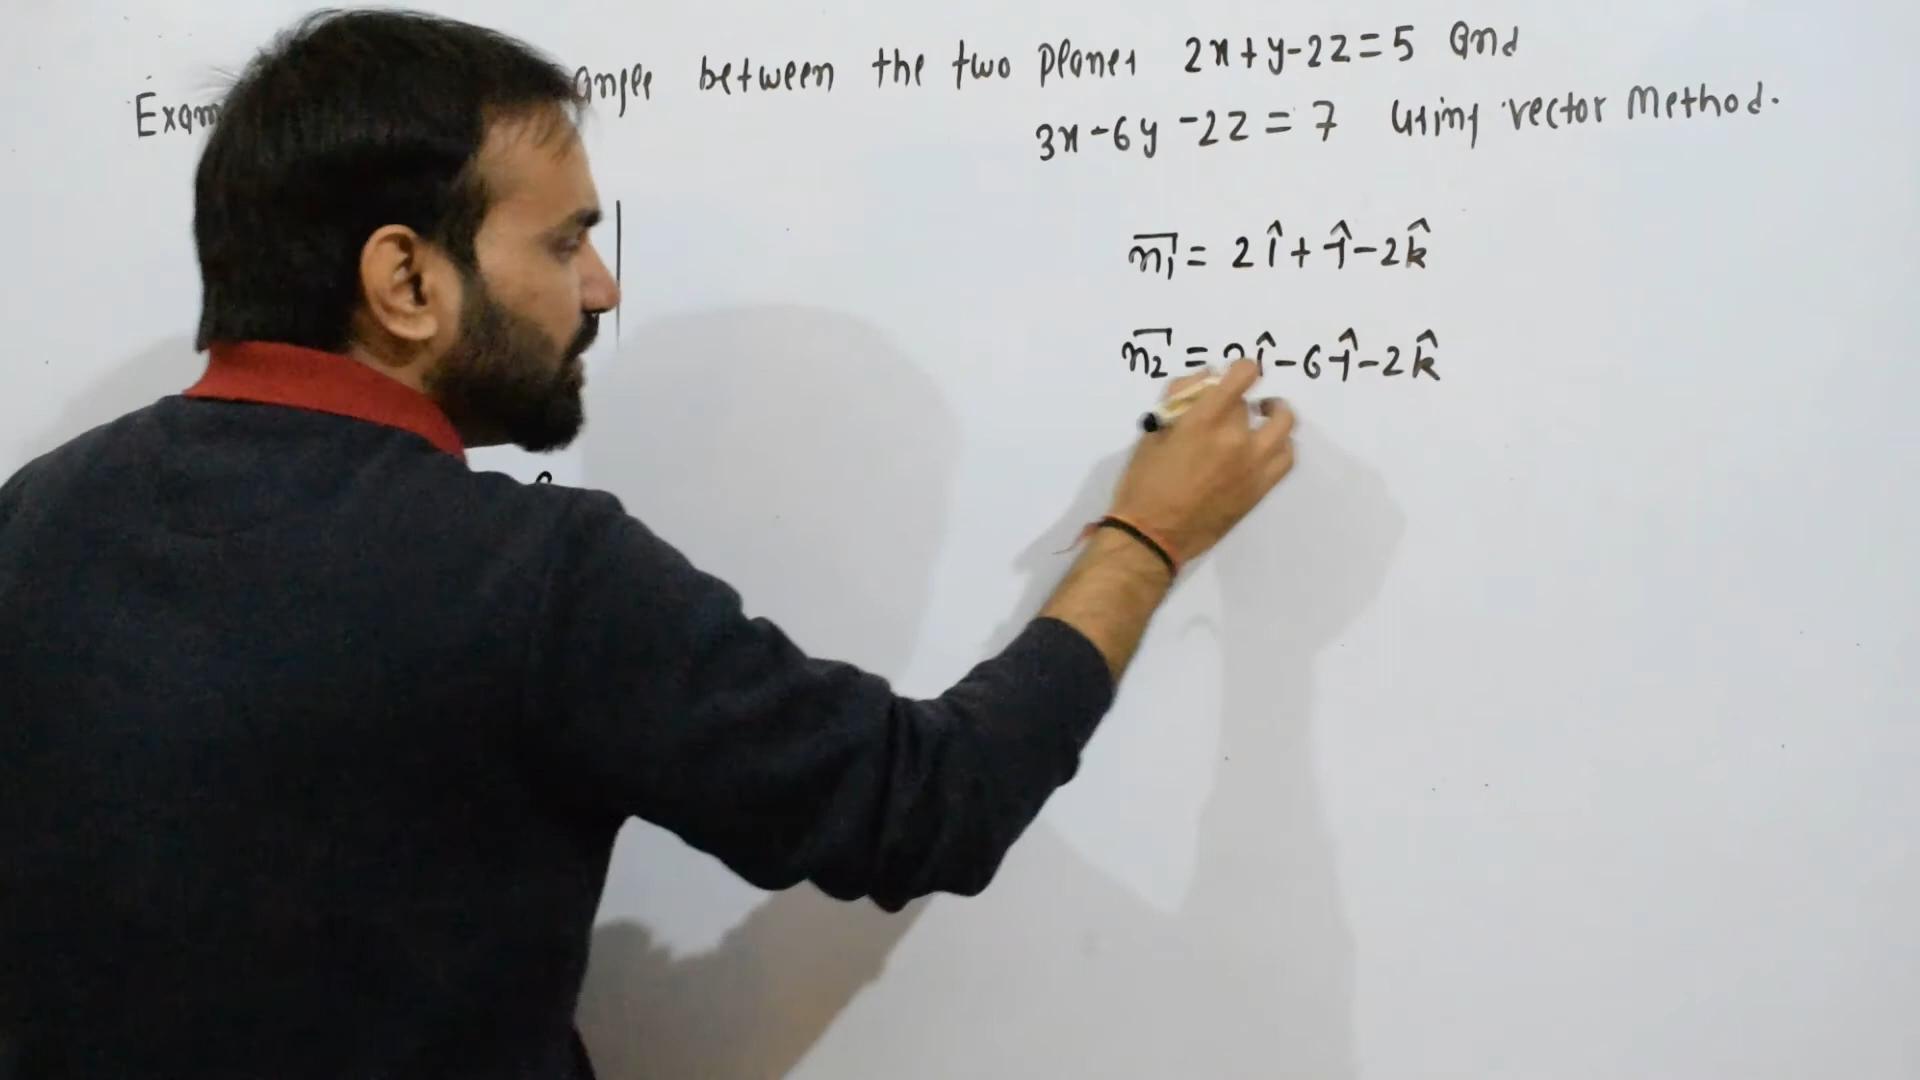 angle between the two planes 2x+y-2z=5 and
3x-6y-2z=7 using vector Method.
n₁⃗ = 2î+ĵ-2k̂
n₂⃗ = 3î-6ĵ-2k̂